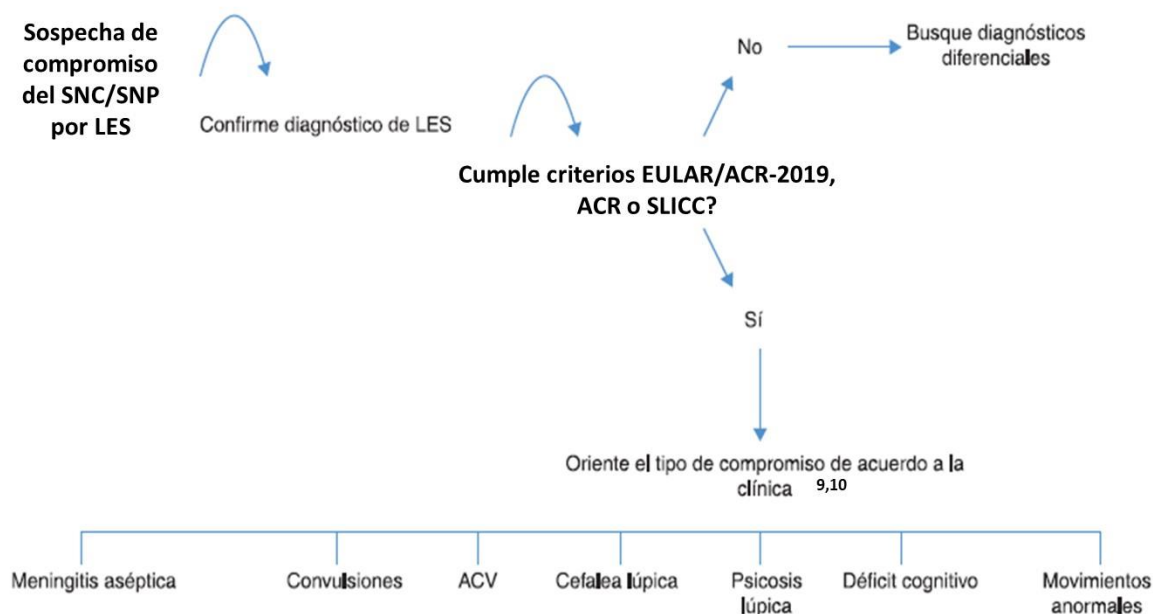 Sospecha de
compromiso
del SNC/SNP
por LES
Confirme diagnóstico de LES
Cumple criterios EULAR/ACR-2019,
ACR o SLICC?
No
Busque diagnósticos
diferenciales
Sí
Oriente el tipo de compromiso de acuerdo a la
clínica 9,10
Meningitis aséptica
Convulsiones
ACV
Cefalea lúpica
Psicosis
lúpica
Déficit cognitivo
Movimientos
anormales